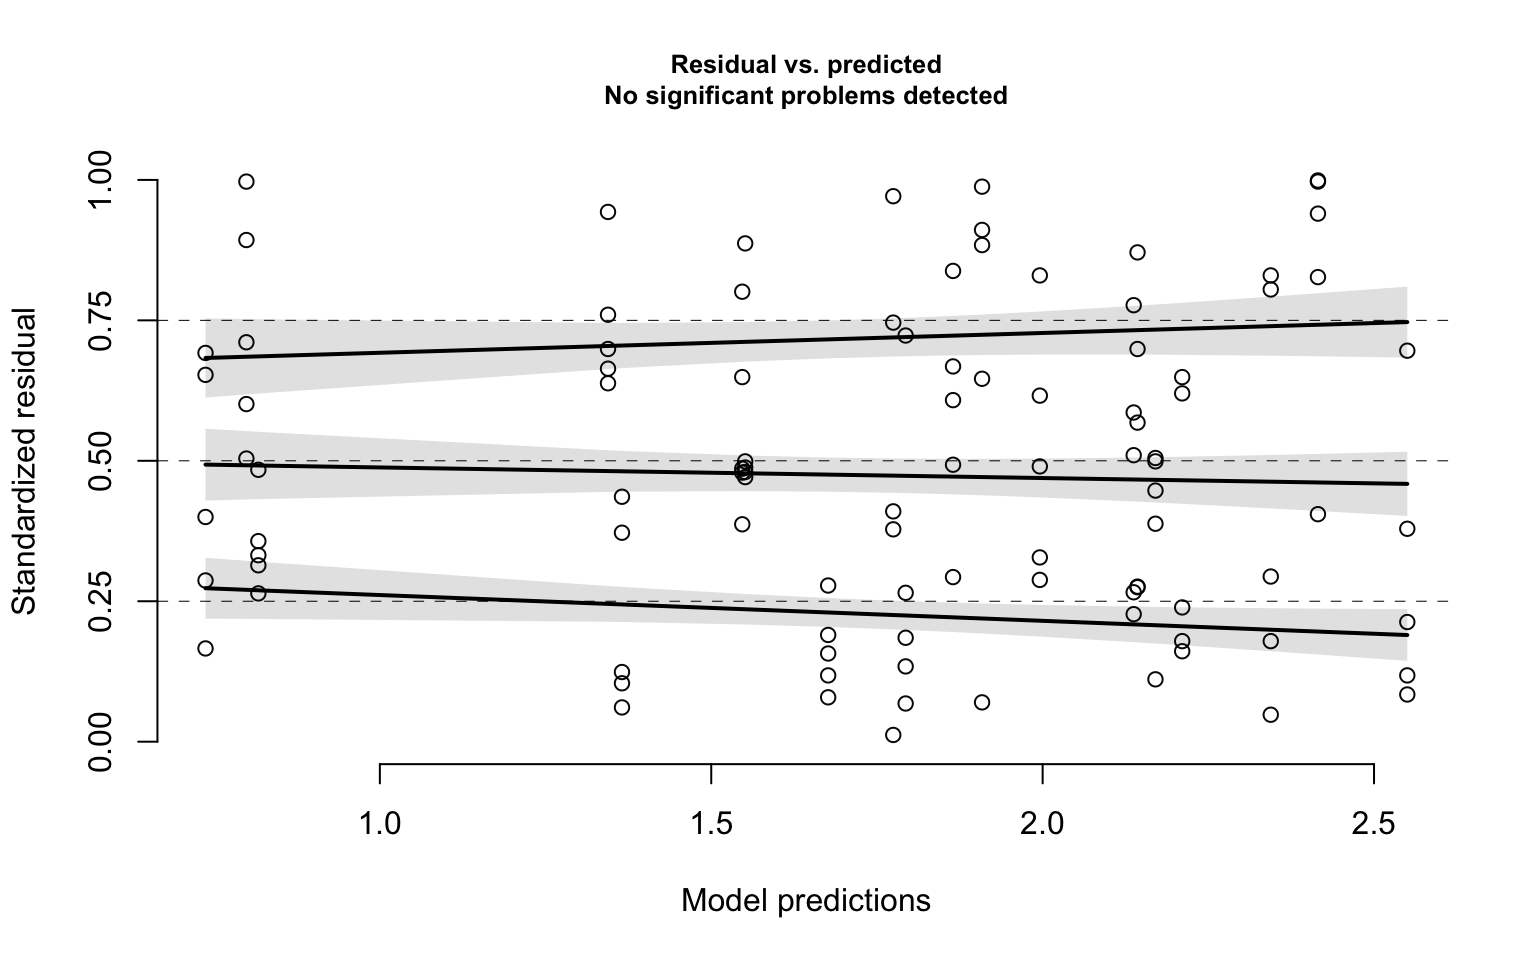 Residual vs. predicted
No significant problems detected
Standardized residual
1.00
0.75
0.50
0.25
0.00
1.0 1.5 2.0 2.5
Model predictions